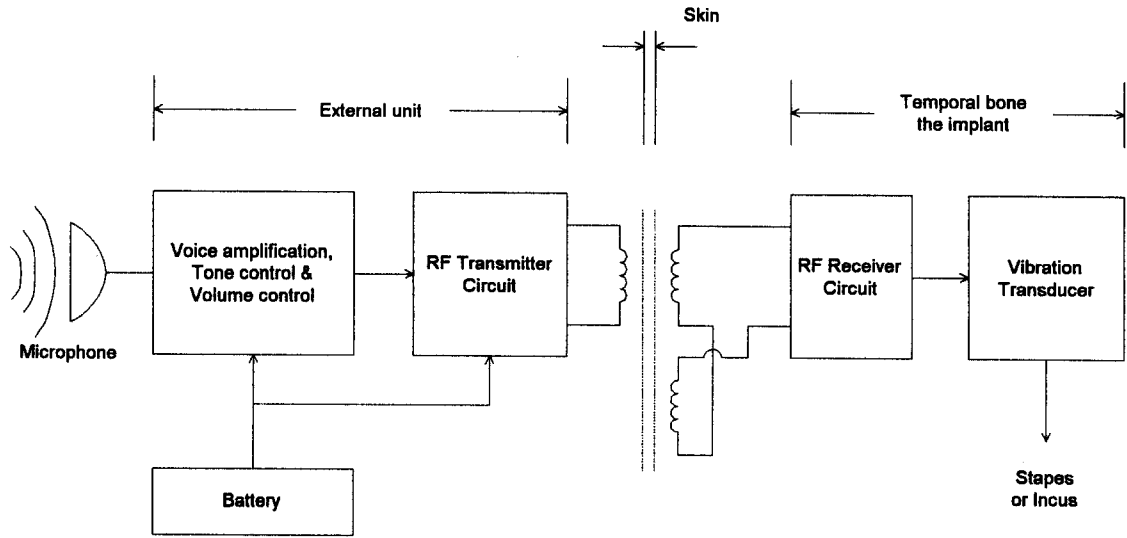 Skin
External unit
Temporal bone
the implant
Voice amplification,
Tone control &
Volume control
RF Transmitter
Circuit
RF Receiver
Circuit
Vibration
Transducer
Microphone
Battery
Stapes
or Incus